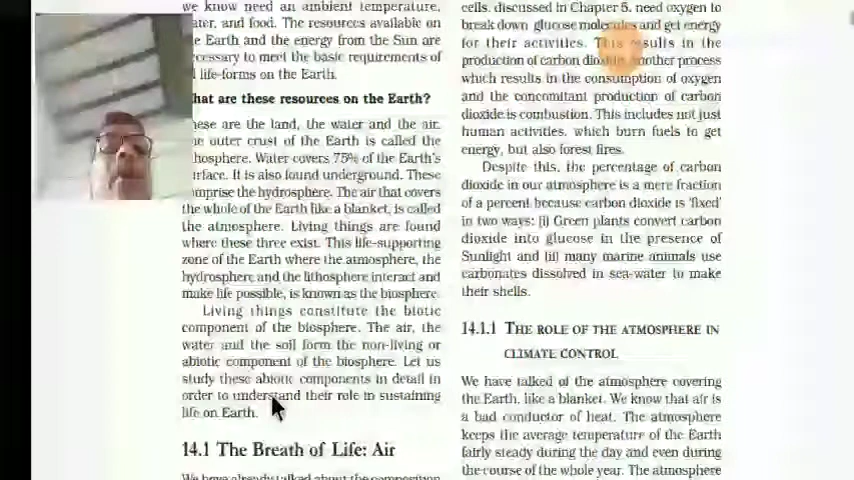 we know need an ambient temperature,
water, and food. The resources available on
the Earth and the energy from the Sun are
necessary to meet the basic requirements of
life-forms on the Earth.
What are these resources on the Earth?
These are the land, the water and the air.
The outer crust of the Earth is called the
lithosphere. Water covers 75% of the Earth's
surface. It is also found underground. These
comprise the hydrosphere. The air that covers
the whole of the Earth like a blanket, is called
the atmosphere. Living things are found
where these three exist. This life-supporting
zone of the Earth where the atmosphere, the
hydrosphere and the lithosphere interact and
make life possible, is known as the biosphere.
Living things constitute the biotic
component of the biosphere. The air, the
water and the soil form the non-living or
abiotic component of the biosphere. Let us
study these abiotic components in detail in
order to understand their role in sustaining
life on Earth.
14.1 The Breath of Life: Air
We have already talked about the composition
cells, discussed in Chapter 5, need oxygen to
break down glucose molecules and get energy
for their activities. This results in the
production of carbon dioxide. Another process
which results in the consumption of oxygen
and the concomitant production of carbon
dioxide is combustion. This includes not just
human activities, which burn fuels to get
energy, but also forest fires.
Despite this, the percentage of carbon
dioxide in our atmosphere is a mere fraction
of a percent because carbon dioxide is 'fixed'
in two ways: (i) Green plants convert carbon
dioxide into glucose in the presence of
Sunlight and (ii) many marine animals use
carbonates dissolved in sea-water to make
their shells.
14.1.1 THE ROLE OF THE ATMOSPHERE IN
CLIMATE CONTROL
We have talked of the atmosphere covering
the Earth, like a blanket. We know that air is
a bad conductor of heat. The atmosphere
keeps the average temperature of the Earth
fairly steady during the day and even during
the course of the whole year. The atmosphere